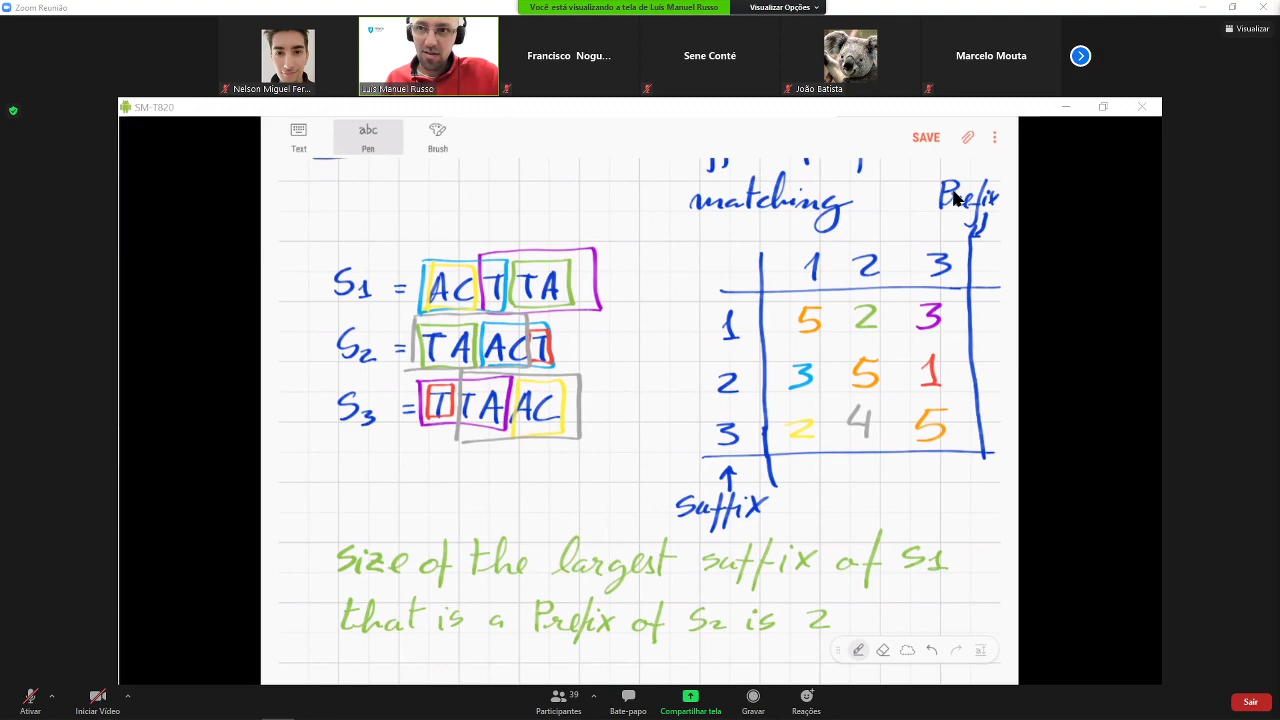 Zoom Reunião
Você está visualizando a tela de Luís Manuel Russo
Visualizar Opções
Visualizar
Nelson Miguel Fer...
Luís Manuel Russo
Francisco Nogu...
Sene Conté
João Batista
Marcelo Mouta
SM-T820
Text
abc
Pen
Brush
SAVE
matching
Prefix
S1 = ACTTA
S2 = TAACT
S3 = TTAAC
1 2 3
1 5 2 3
2 3 5 1
3 2 4 5
Suffix
Size of the largest suffix of S1
that is a Prefix of S2 is 2
Ativar
Iniciar Vídeo
39
Participantes
Bate-papo
Compartilhar tela
Gravar
Reações
Sair